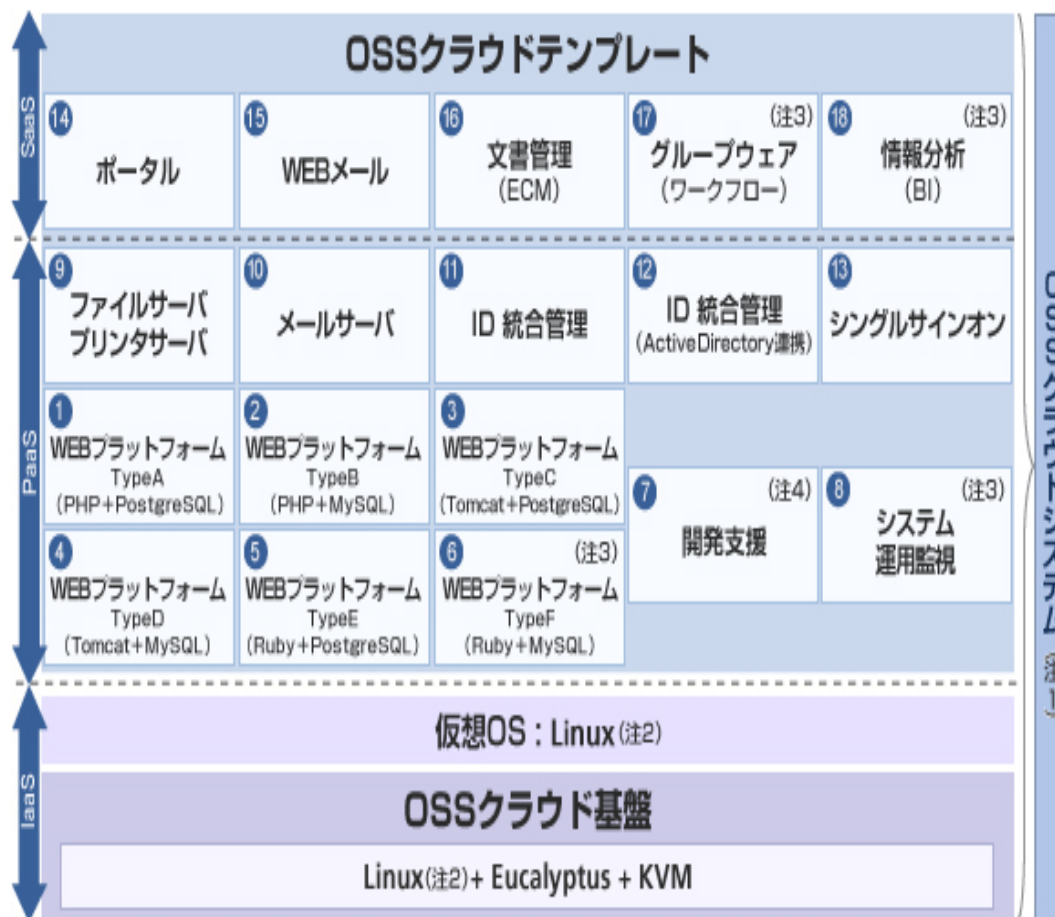 OSSクラウドテンプレート
SaaS
14
ポータル
15
WEBメール
16
文書管理
(ECM)
17
(注3)
グループウェア
(ワークフロー)
18
(注3)
情報分析
(BI)
PaaS
9
ファイルサーバ
プリンタサーバ
10
メールサーバ
11
ID 統合管理
12
ID 統合管理
(ActiveDirectory連携)
13
シングルサインオン
1
WEBプラットフォーム
TypeA
(PHP+PostgreSQL)
2
WEBプラットフォーム
TypeB
(PHP+MySQL)
3
WEBプラットフォーム
TypeC
(Tomcat+PostgreSQL)
4
WEBプラットフォーム
TypeD
(Tomcat+MySQL)
5
WEBプラットフォーム
TypeE
(Ruby+PostgreSQL)
6
(注3)
WEBプラットフォーム
TypeF
(Ruby+MySQL)
7
(注4)
開発支援
8
(注3)
システム
運用監視
IaaS
仮想OS：Linux(注2)
OSSクラウド基盤
Linux(注2)+ Eucalyptus + KVM
OSSクラウドシステム